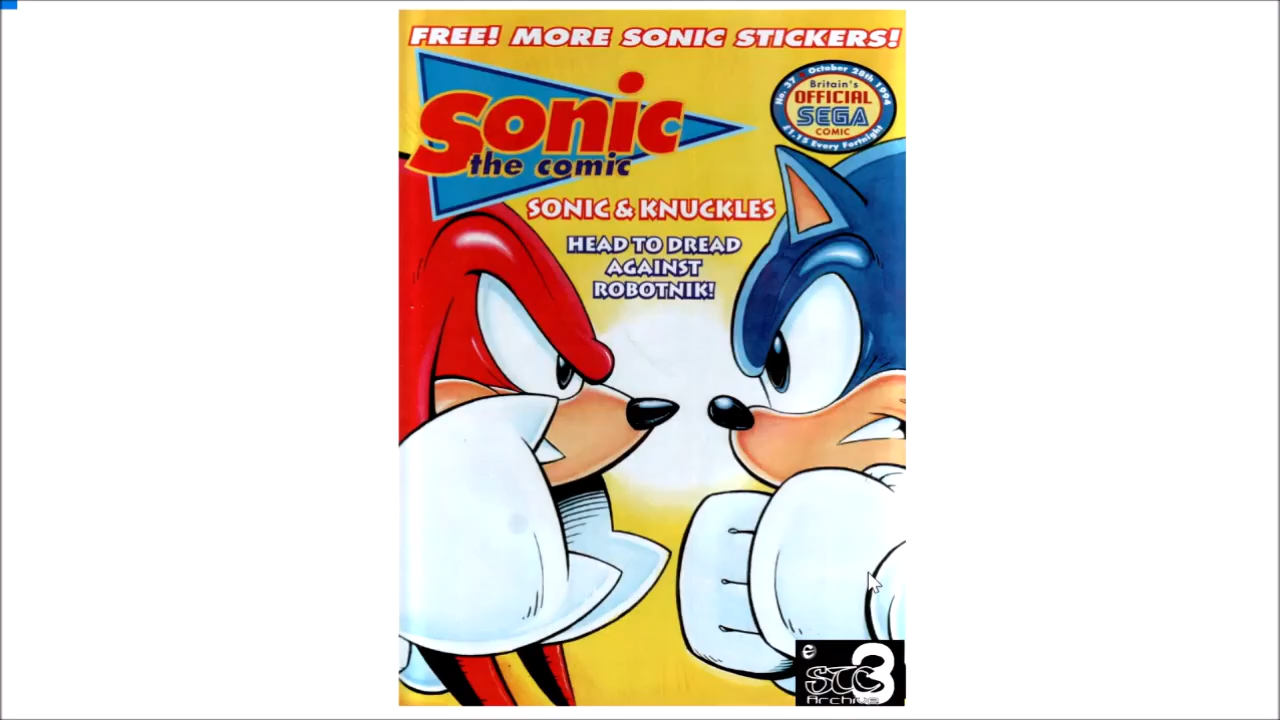 FREE! MORE SONIC STICKERS!
Sonic
the comic
No. 37 October 28th 1994
Britain's
OFFICIAL
SEGA
COMIC
£1.15 Every Fortnight
SONIC & KNUCKLES
HEAD TO DREAD
AGAINST
ROBOTNIK!
STC
3
Archive